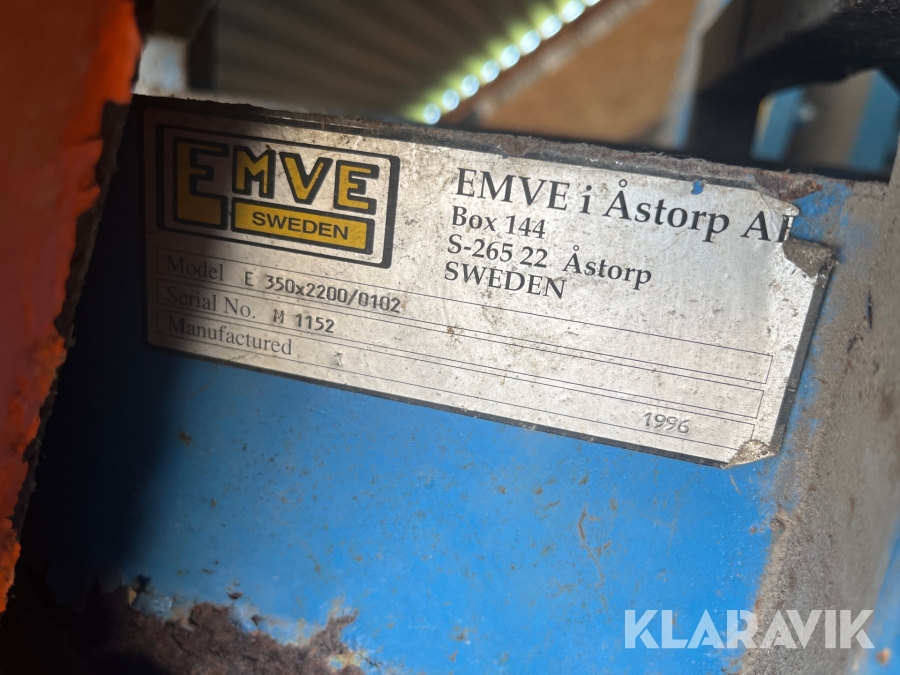 EMVE
SWEDEN
EMVE i Åstorp
Box 144
S-265 22 Åstorp
SWEDEN
Model E 350x2200/0102
Serial No. M 1152
Manufactured 1996
KLARAVIK